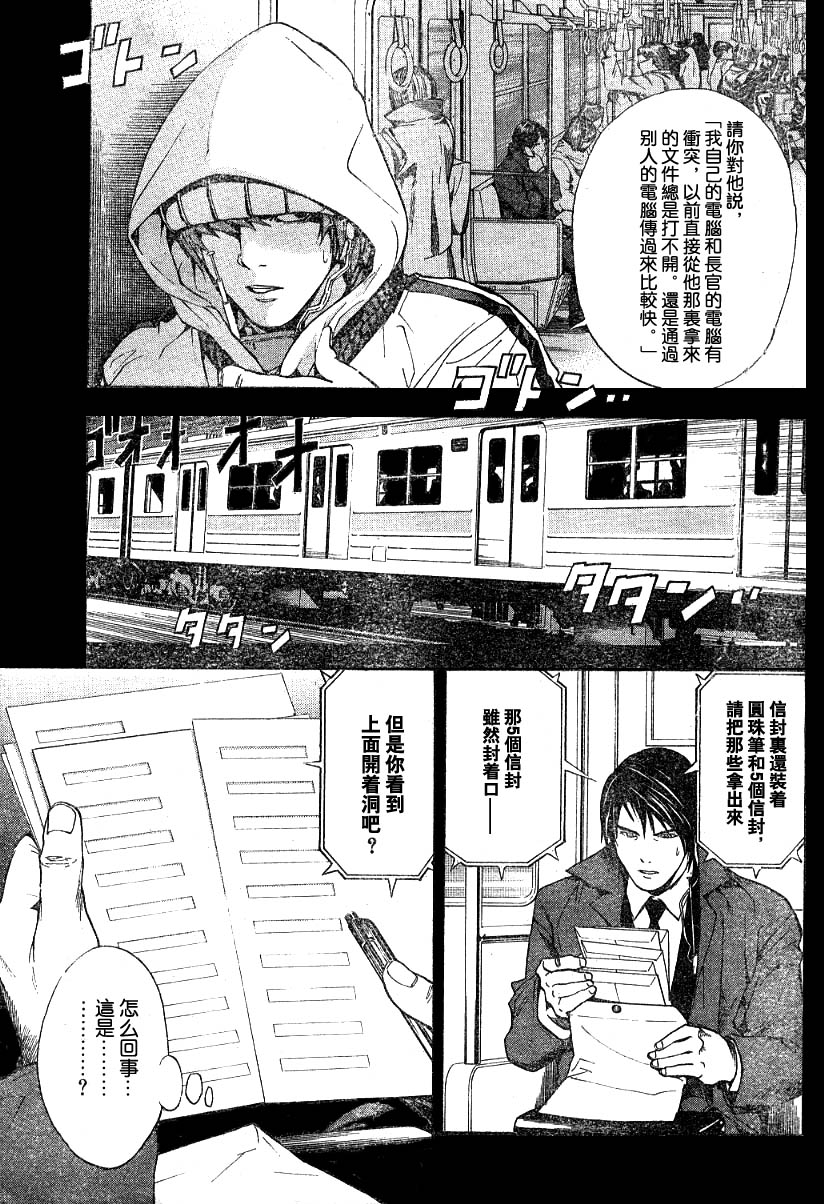 請你對他説，
「我自己的電腦和長官的電腦有
衝突，以前直接從他那裏拿來
的文件總是打不開。還是通過
别人的電腦傳過來比較快。」
ゴトン
ゴトン‥
ゴオオオオ
タタン‥
タタン
信封裏還裝着
圓珠筆和5個信封，
請把那些拿出來
那5個信封
雖然封着口——
但是你看到
上面開着洞吧？
怎么回事…
這是………
…………？